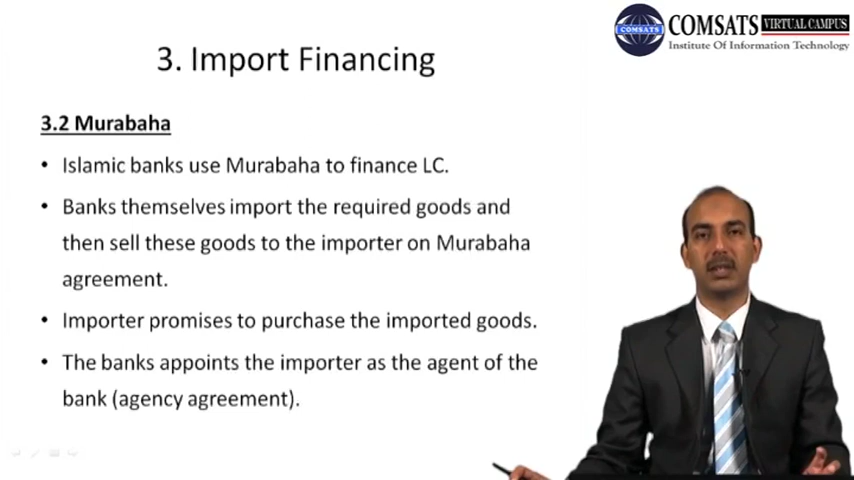 COMSATS VIRTUAL CAMPUS
Institute Of Information Technology
COMSATS
3. Import Financing
3.2 Murabaha
• Islamic banks use Murabaha to finance LC.
• Banks themselves import the required goods and
then sell these goods to the importer on Murabaha
agreement.
• Importer promises to purchase the imported goods.
• The banks appoints the importer as the agent of the
bank (agency agreement).